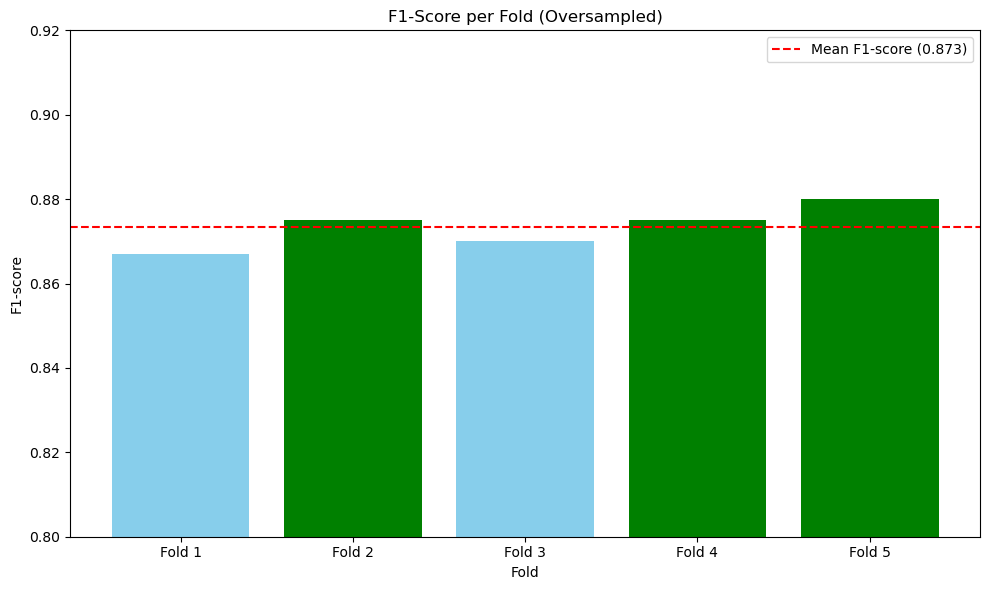 F1-Score per Fold (Oversampled)
Mean F1-score (0.873)
F1-score
0.92
0.90
0.88
0.86
0.84
0.82
0.80
Fold 1 Fold 2 Fold 3 Fold 4 Fold 5
Fold